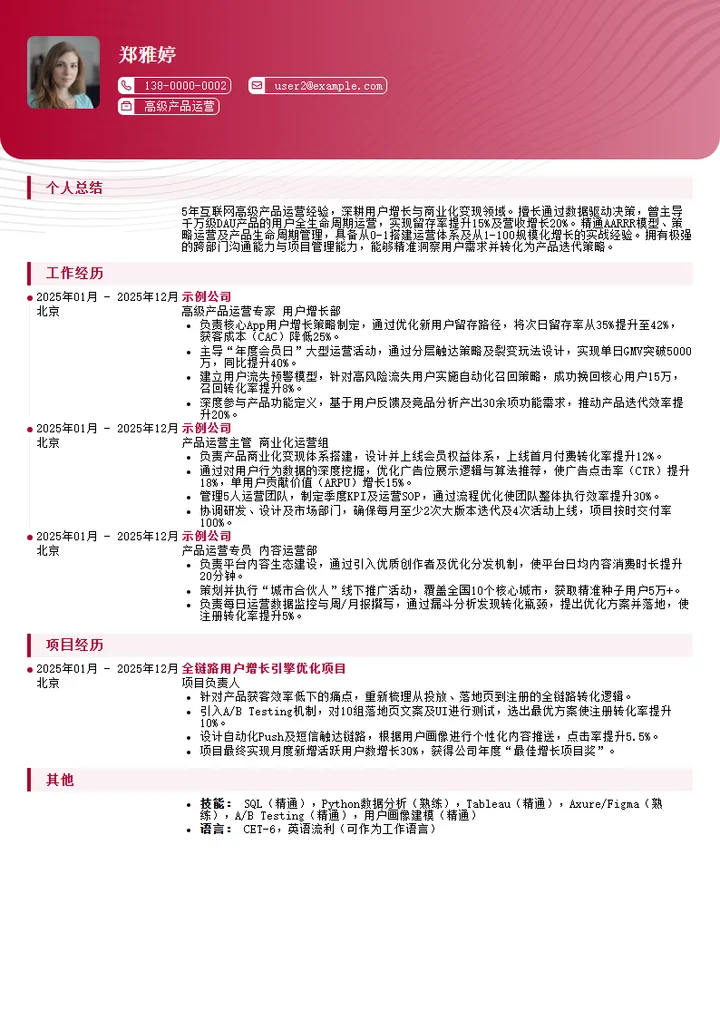 郑雅婷
138-0000-0002
user2@example.com
高级产品运营
个人总结
5年互联网高级产品运营经验，深耕用户增长与商业化变现领域。擅长通过数据驱动决策，曾主导
千万级DAU产品的用户全生命周期运营，实现留存率提升15%及营收增长20%。精通AARRR模型、策
略运营及产品生命周期管理，具备从0-1搭建运营体系及从1-100规模化增长的实战经验。拥有极强
的跨部门沟通能力与项目管理能力，能够精准洞察用户需求并转化为产品迭代策略。
工作经历
2025年01月 - 2025年12月 示例公司
北京
高级产品运营专家 用户增长部
• 负责核心App用户增长策略制定，通过优化新用户留存路径，将次日留存率从35%提升至42%，
获客成本（CAC）降低25%。
• 主导“年度会员日”大型运营活动，通过分层触达策略及裂变玩法设计，实现单日GMV突破5000
万，同比提升40%。
• 建立用户流失预警模型，针对高风险流失用户实施自动化召回策略，成功挽回核心用户15万，
召回转化率提升8%。
• 深度参与产品功能定义，基于用户反馈及竞品分析产出30余项功能需求，推动产品迭代效率提
升20%。
2025年01月 - 2025年12月 示例公司
北京
产品运营主管 商业化运营组
• 负责产品商业化变现体系搭建，设计并上线会员权益体系，上线首月付费转化率提升12%。
• 通过对用户行为数据的深度挖掘，优化广告位展示逻辑与算法推荐，使广告点击率（CTR）提升
18%，单用户贡献价值（ARPU）增长15%。
• 管理5人运营团队，制定季度KPI及运营SOP，通过流程优化使团队整体执行效率提升30%。
• 协调研发、设计及市场部门，确保每月至少2次大版本迭代及4次活动上线，项目按时交付率
100%。
2025年01月 - 2025年12月 示例公司
北京
产品运营专员 内容运营部
• 负责平台内容生态建设，通过引入优质创作者及优化分发机制，使平台日均内容消费时长提升
20分钟。
• 策划并执行“城市合伙人”线下推广活动，覆盖全国10个核心城市，获取精准种子用户5万+。
• 负责每日运营数据监控与周/月报撰写，通过漏斗分析发现转化瓶颈，提出优化方案并落地，使
注册转化率提升5%。
项目经历
2025年01月 - 2025年12月 全链路用户增长引擎优化项目
北京
项目负责人
• 针对产品获客效率低下的痛点，重新梳理从投放、落地页到注册的全链路转化逻辑。
• 引入A/B Testing机制，对10组落地页文案及UI进行测试，选出最优方案使注册转化率提升
10%。
• 设计自动化Push及短信触达链路，根据用户画像进行个性化内容推送，点击率提升5.5%。
• 项目最终实现月度新增活跃用户数增长30%，获得公司年度“最佳增长项目奖”。
其他
• 技能： SQL（精通），Python数据分析（熟练），Tableau（精通），Axure/Figma（熟
练），A/B Testing（精通），用户画像建模（精通）
• 语言： CET-6，英语流利（可作为工作语言）